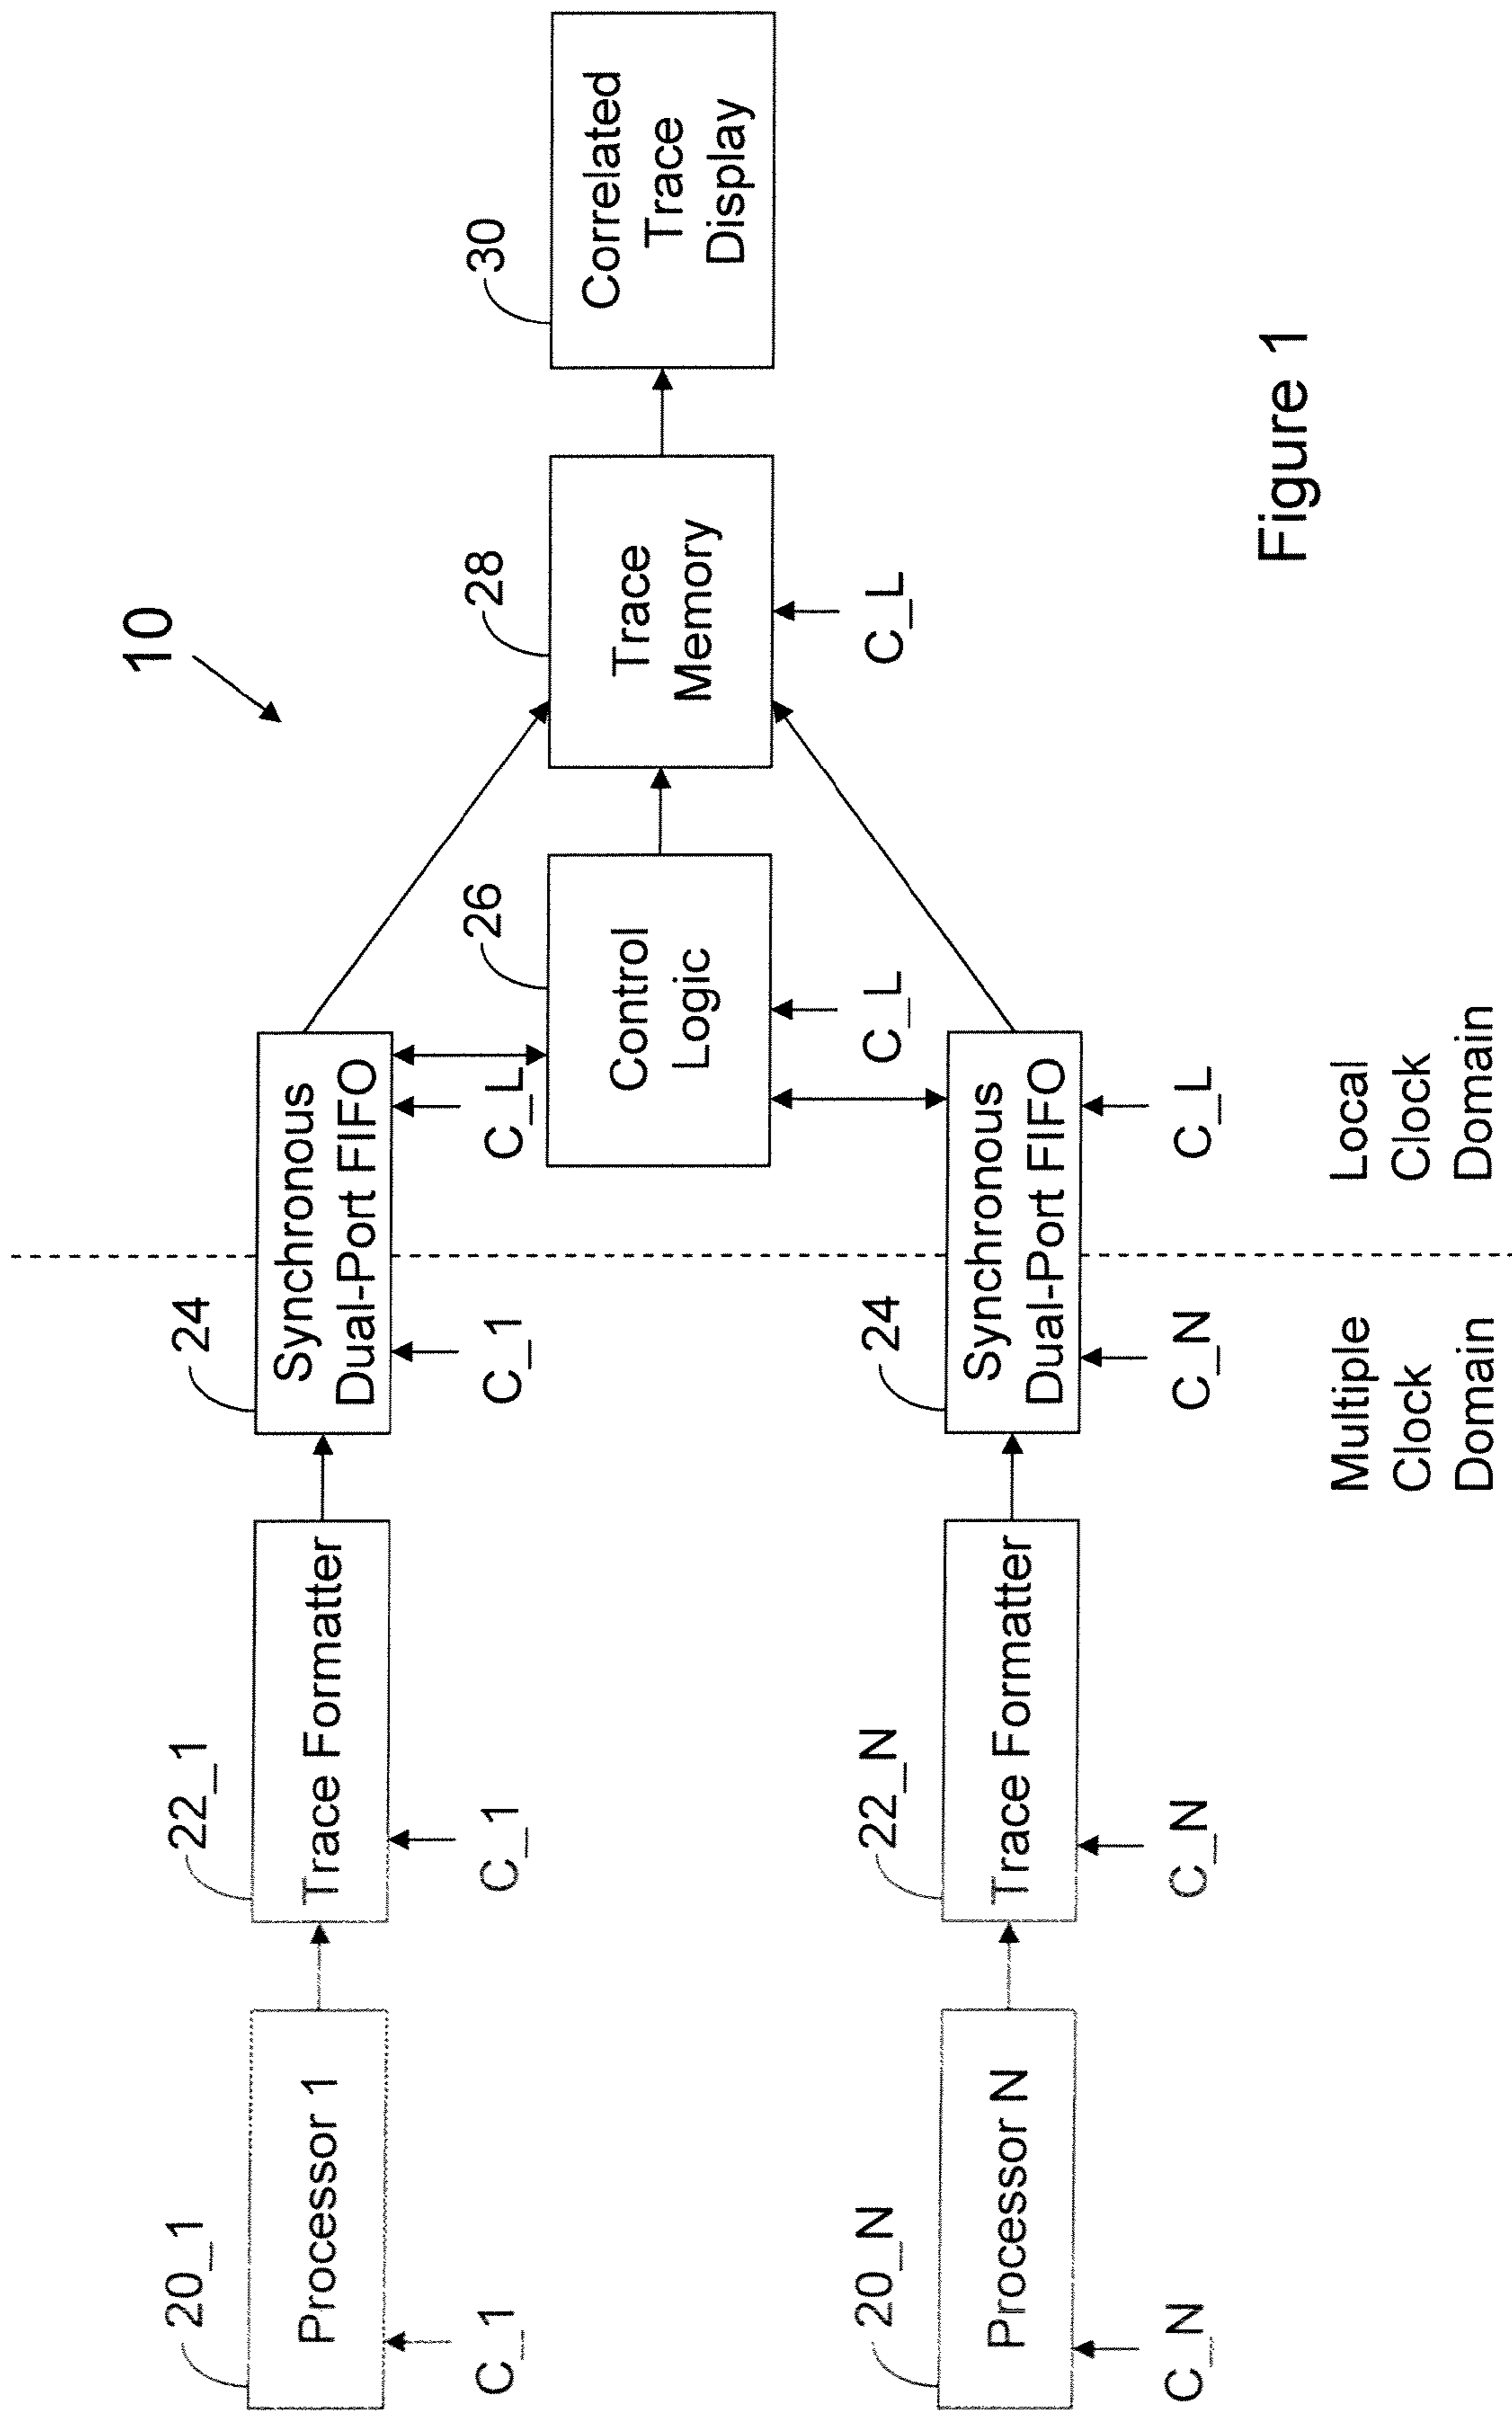 10
20_1
Processor 1
C_1
22_1
Trace Formatter
C_1
24
Synchronous
Dual-Port FIFO
C_1
C_L
26
Control
Logic
C_L
28
Trace
Memory
C_L
30
Correlated
Trace
Display
20_N
Processor N
C_N
22_N
Trace Formatter
C_N
24
Synchronous
Dual-Port FIFO
C_N
C_L
Multiple
Clock
Domain
Local
Clock
Domain
Figure 1